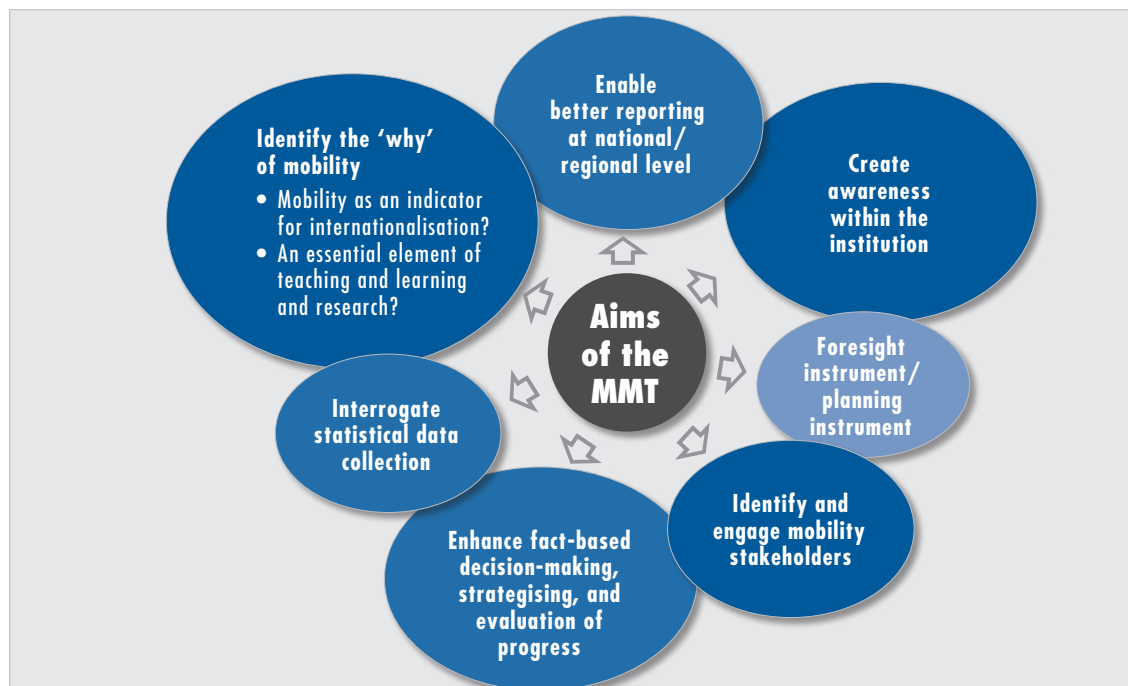 Enable
better reporting
at national/
regional level
Identify the ‘why’
of mobility
• Mobility as an indicator
for internationalisation?
• An essential element of
teaching and learning
and research?
Create
awareness
within the
institution
Aims
of the
MMT
Foresight
instrument/
planning
instrument
Interrogate
statistical data
collection
Identify and
engage mobility
stakeholders
Enhance fact-based
decision-making,
strategising, and
evaluation of
progress